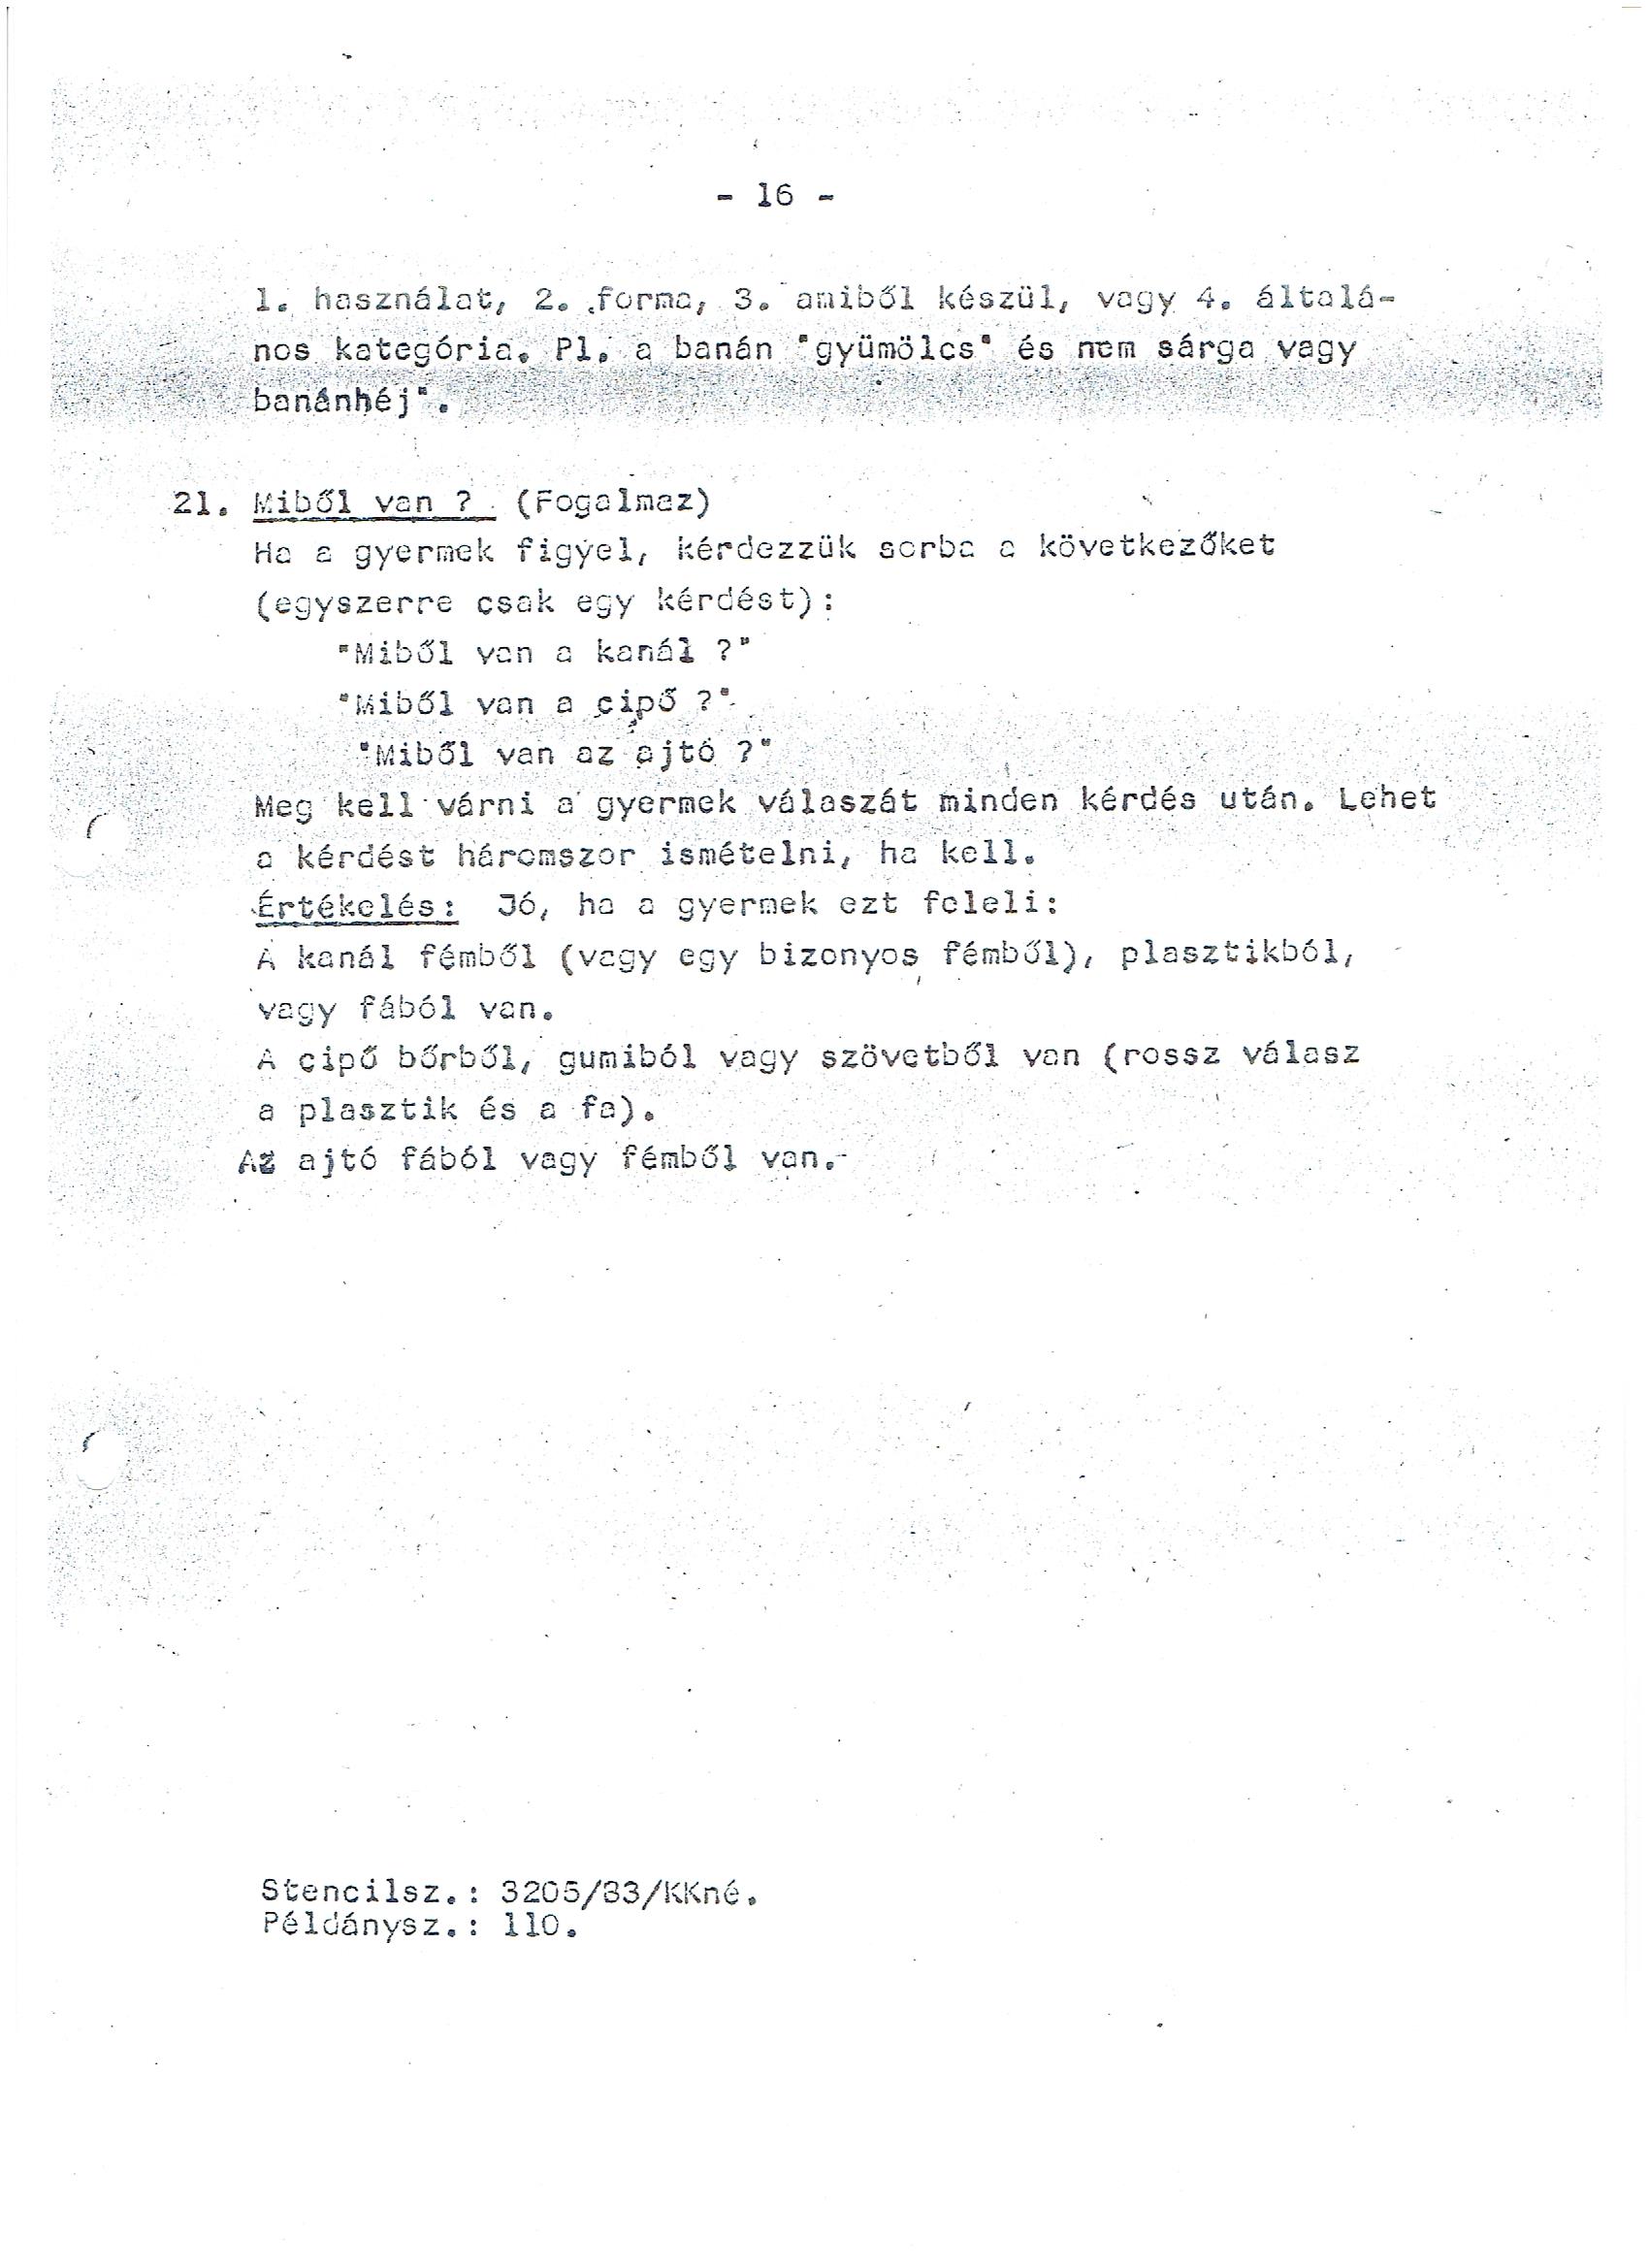 - 16 -
1. használat, 2. forma, 3. amiből készül, vagy 4. általá-
nos kategória. Pl. a banán "gyümölcs" és nem sárga vagy
banánhéj".
21. Miből van ? (Fogalmaz)
Ha a gyermek figyel, kérdezzük sorba a következőket
(egyszerre csak egy kérdést):
"Miből van a kanál ?"
"Miből van a cipő ?"
"Miből van az ajtó ?"
Meg kell várni a gyermek válaszát minden kérdés után. Lehet
a kérdést háromszor ismételni, ha kell.
Értékelés: Jó, ha a gyermek ezt feleli:
A kanál fémből (vagy egy bizonyos fémből), plasztikból,
vagy fából van.
A cipő bőrből, gumiból vagy szövetből van (rossz válasz
a plasztik és a fa).
Az ajtó fából vagy fémből van.-
Stencilsz.: 3205/83/KKné.
Példánysz.: 110.